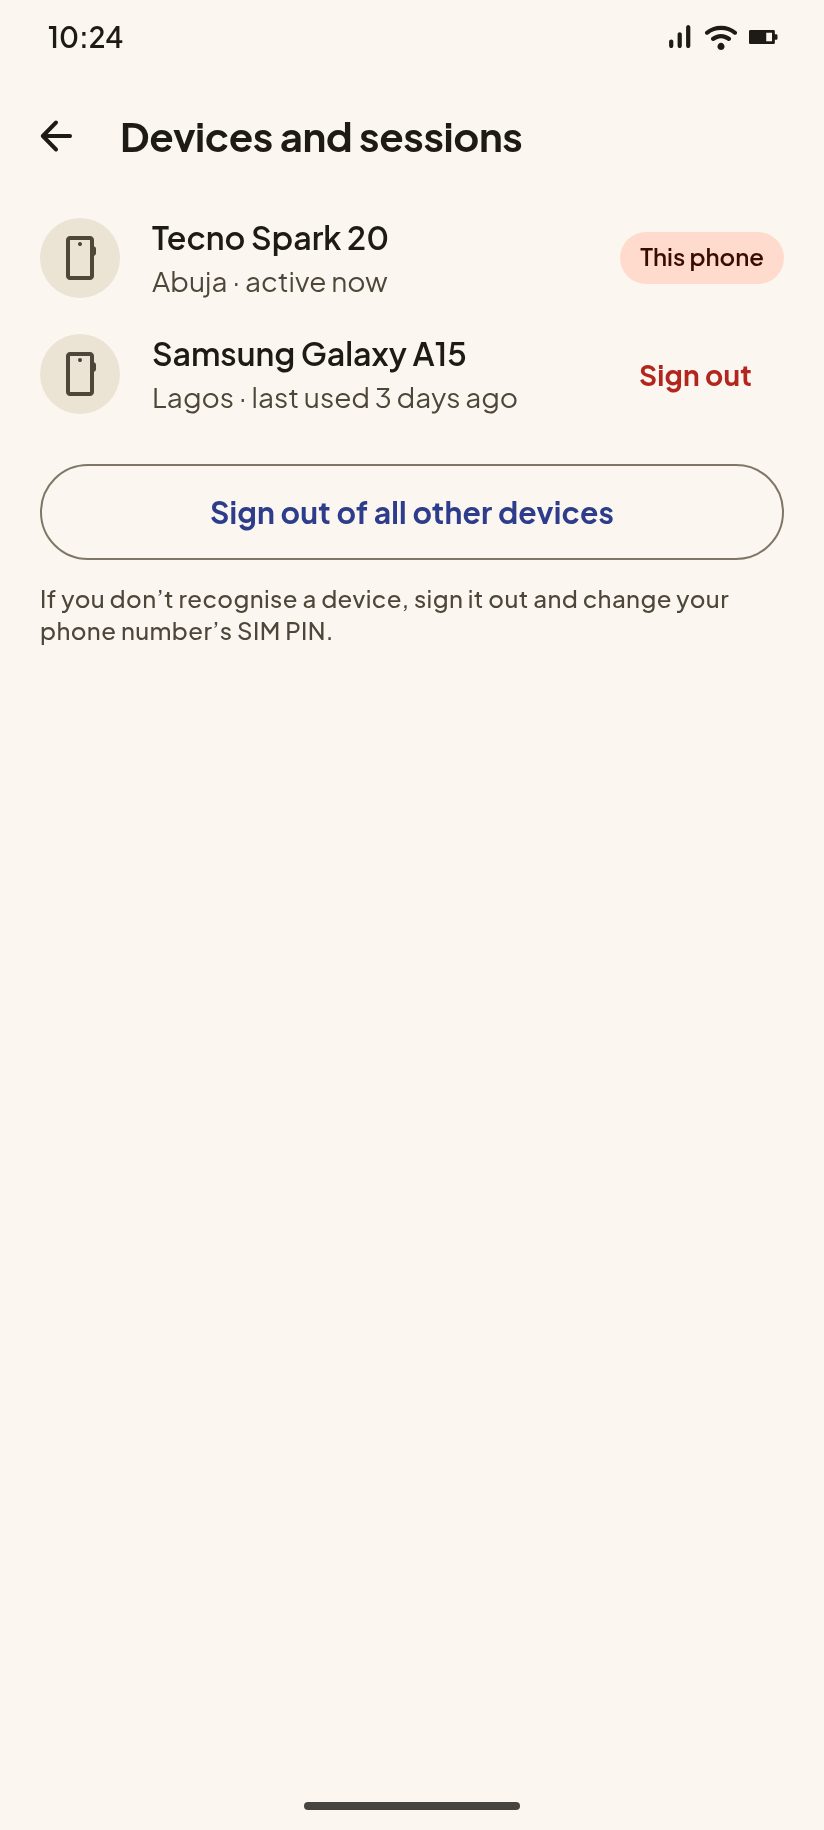 10:24
Devices and sessions
Tecno Spark 20
Abuja · active now
This phone
Samsung Galaxy A15
Lagos · last used 3 days ago
Sign out
Sign out of all other devices
If you don’t recognise a device, sign it out and change your
phone number’s SIM PIN.